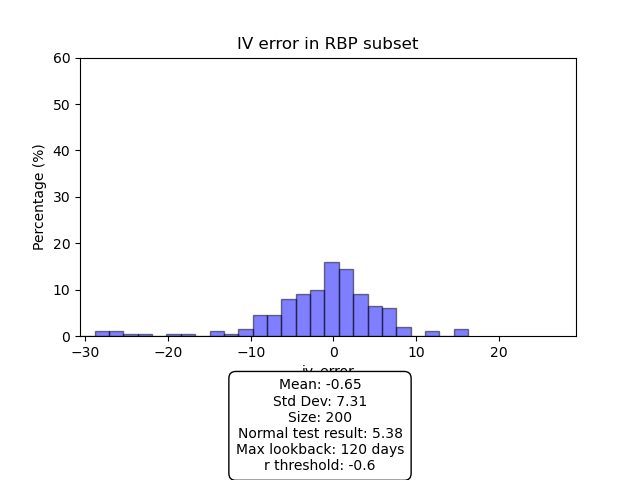 IV error in RBP subset
60
50
40
30
20
10
0
Percentage (%)
−30
−20
−10
0
10
20
iv_error
Mean: -0.65
Std Dev: 7.31
Size: 200
Normal test result: 5.38
Max lookback: 120 days
r threshold: -0.6